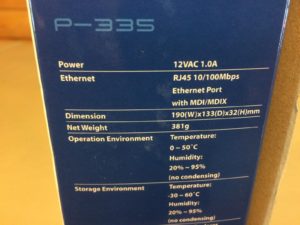 P-335
Power 12VAC 1.0A
Ethernet RJ45 10/100Mbps
Ethernet Port
with MDI/MDIX
Dimension 190(W)x133(D)x32(H)mm
Net Weight 381g
Operation Environment Temperature:
0 ~ 50˚C
Humidity:
20% ~ 95%
(no condensing)
Storage Environment Temperature:
-30 ~ 60˚C
Humidity:
20% ~ 95%
(no condensing)